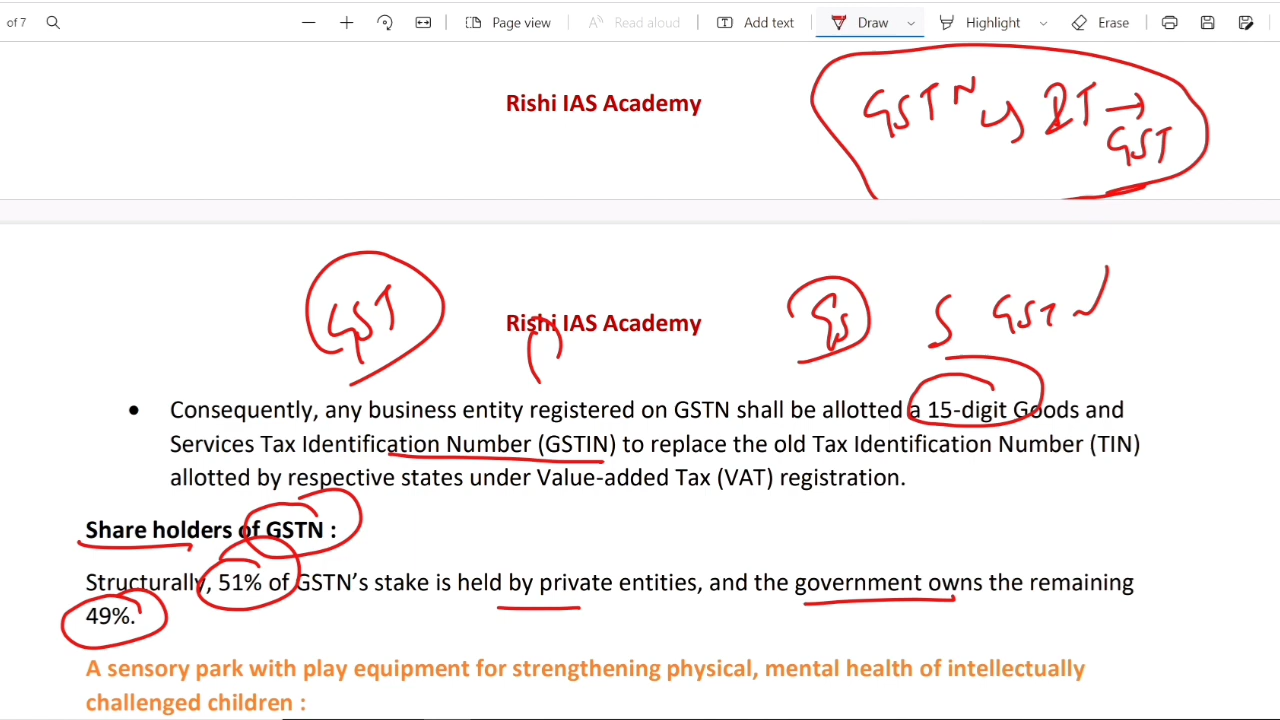 of 7
Page view
Read aloud
Add text
Draw
Highlight
Erase
Rishi IAS Academy
GSTN
IT →
GST
GST
Rishi IAS Academy
GS
S GSTN
• Consequently, any business entity registered on GSTN shall be allotted a 15-digit Goods and
Services Tax Identification Number (GSTIN) to replace the old Tax Identification Number (TIN)
allotted by respective states under Value-added Tax (VAT) registration.
Share holders of GSTN :
Structurally, 51% of GSTN’s stake is held by private entities, and the government owns the remaining
49%.
A sensory park with play equipment for strengthening physical, mental health of intellectually
challenged children :